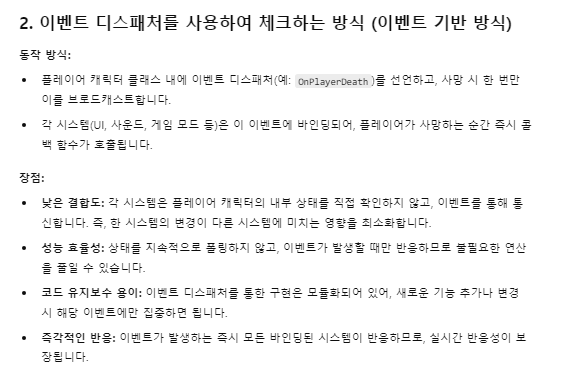 2. 이벤트 디스패처를 사용하여 체크하는 방식 (이벤트 기반 방식)
동작 방식:
• 플레이어 캐릭터 클래스 내에 이벤트 디스패처(예: OnPlayerDeath)를 선언하고, 사망 시 한 번만
이를 브로드캐스트합니다.
• 각 시스템(UI, 사운드, 게임 모드 등)은 이 이벤트에 바인딩되어, 플레이어가 사망하는 순간 즉시 콜
백 함수가 호출됩니다.
장점:
• 낮은 결합도: 각 시스템은 플레이어 캐릭터의 내부 상태를 직접 확인하지 않고, 이벤트를 통해 통
신합니다. 즉, 한 시스템의 변경이 다른 시스템에 미치는 영향을 최소화합니다.
• 성능 효율성: 상태를 지속적으로 폴링하지 않고, 이벤트가 발생할 때만 반응하므로 불필요한 연산
을 줄일 수 있습니다.
• 코드 유지보수 용이: 이벤트 디스패처를 통한 구현은 모듈화되어 있어, 새로운 기능 추가나 변경
시 해당 이벤트에만 집중하면 됩니다.
• 즉각적인 반응: 이벤트가 발생하는 즉시 모든 바인딩된 시스템이 반응하므로, 실시간 반응성이 보
장됩니다.